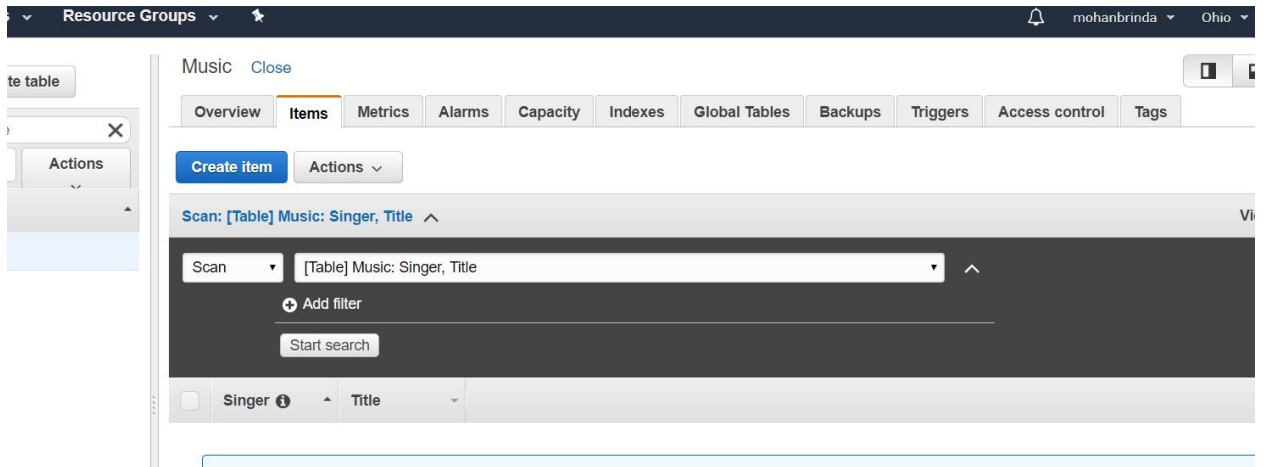 Resource Groups mohanbrinda Ohio
Music Close
te table
Overview Items Metrics Alarms Capacity Indexes Global Tables Backups Triggers Access control Tags
Actions
Create item Actions
Scan: [Table] Music: Singer, Title
Scan [Table] Music: Singer, Title
Add filter
Start search
Singer Title